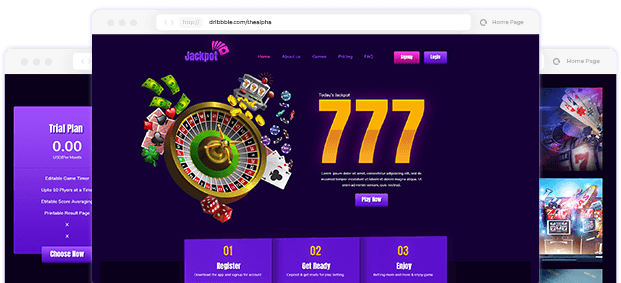 http://
dribbble.com/thealpha
Home Page
Home Page
Jackpot
Home
About us
Games
Pricing
FAQ
Signup
Login
Today's Jackpot
777
Lorem ipsum dolor sit amet, consectetur adipiscing elit, sed do
eiusmod tempor incididunt ut labore et dolore magna aliqua. Ut
enim ad minim veniam, quis nostrud.
Play Now
01
Register
Download the app and signup for account
02
Get Ready
Deposit & get ready for play betting
03
Enjoy
Betting more and more & enjoy game
Trial Plan
0.00
USD/Per Month
Editable Game Timer
Upto 10 Players at a Time
Editable Score Averaging
Printable Result Page
x
x
Choose Now